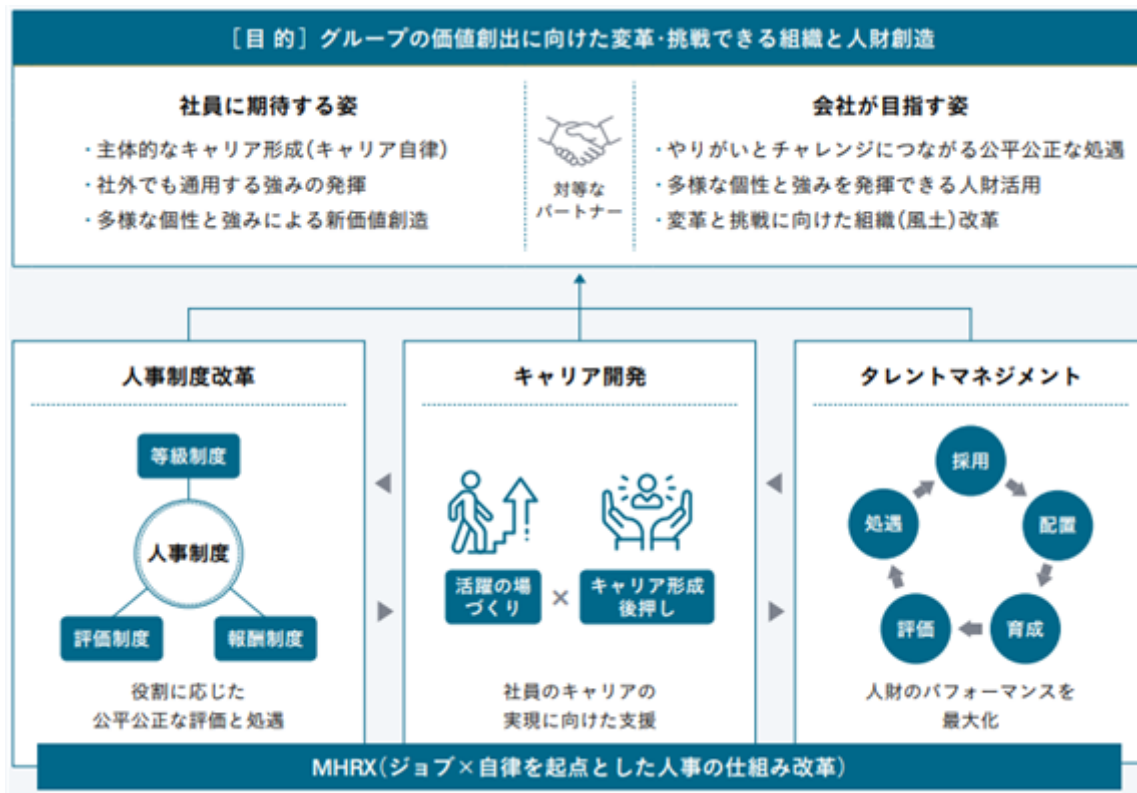 [目的] グループの価値創出に向けた変革・挑戦できる組織と人財創造
社員に期待する姿
・主体的なキャリア形成(キャリア自律)
・社外でも通用する強みの発揮
・多様な個性と強みによる新価値創造
対等な
パートナー
会社が目指す姿
・やりがいとチャレンジにつながる公平公正な処遇
・多様な個性と強みを発揮できる人財活用
・変革と挑戦に向けた組織(風土)改革
人事制度改革
等級制度
人事制度
評価制度
報酬制度
役割に応じた
公平公正な評価と処遇
キャリア開発
活躍の場
づくり
×
キャリア形成
後押し
社員のキャリアの
実現に向けた支援
タレントマネジメント
採用
配置
育成
評価
処遇
人財のパフォーマンスを
最大化
MHRX(ジョブ×自律を起点とした人事の仕組み改革)